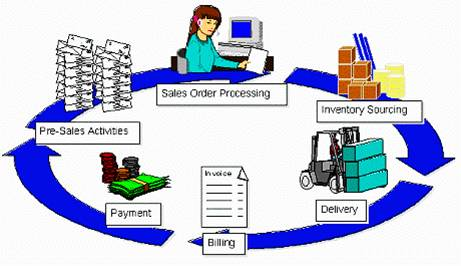 Sales Order Processing
Pre-Sales Activities
Inventory Sourcing
Invoice
Payment
Delivery
Billing